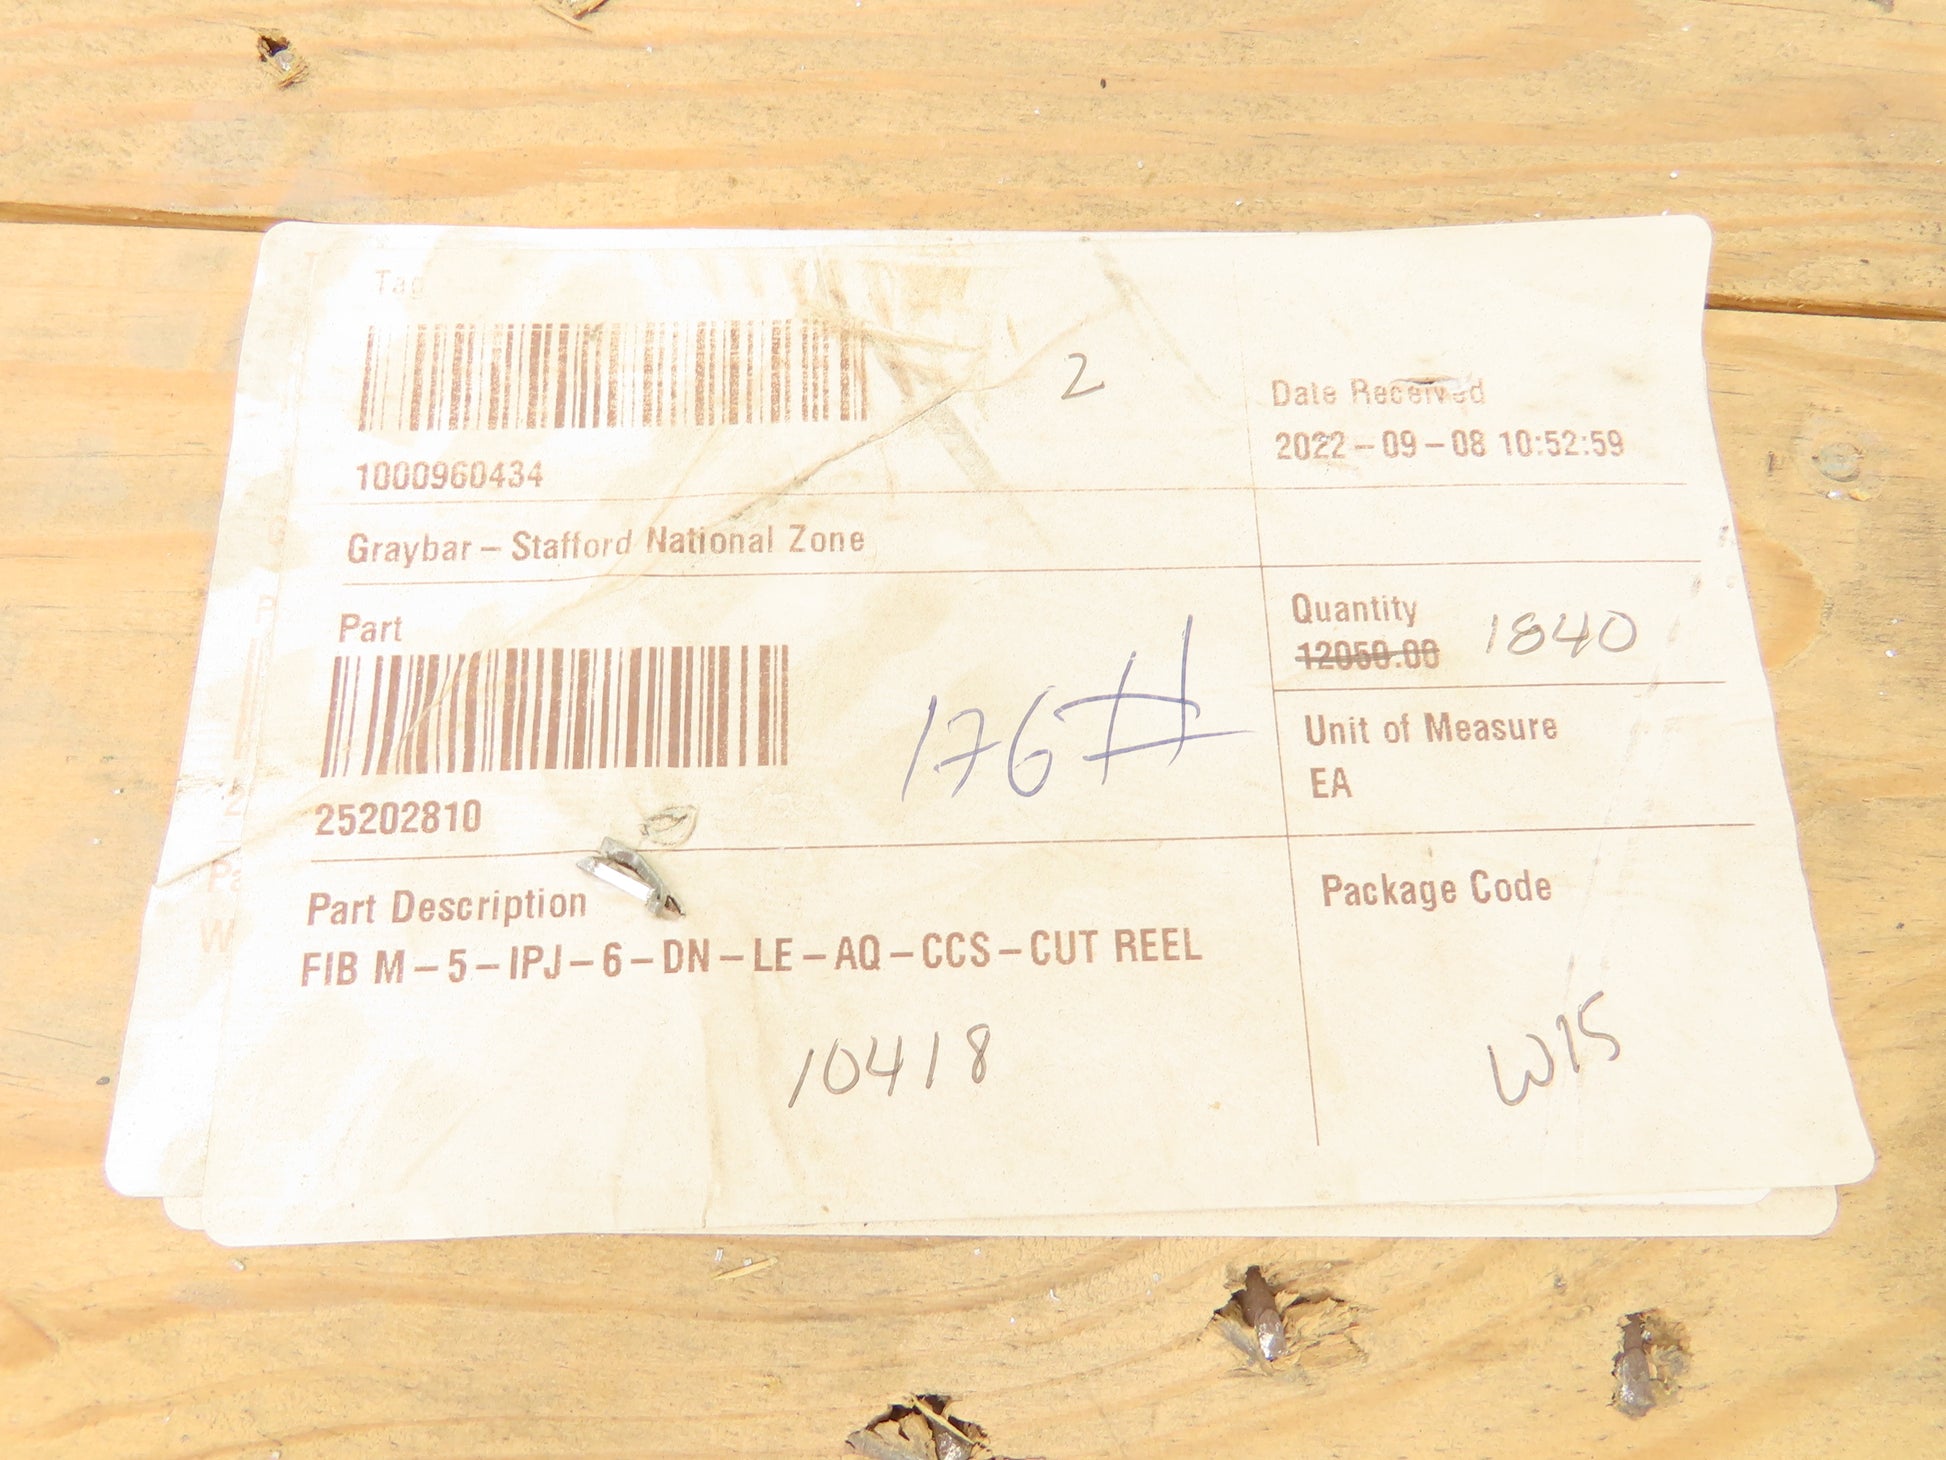 Tag
1000960434
2
Date Received
2022-09-08 10:52:59
Graybar - Stafford National Zone
Part
25202810
176#
Quantity
12050.00 1840
Unit of Measure
EA
Part Description
FIB M-5-IPJ-6-DN-LE-AQ-CCS-CUT REEL
10418
Package Code
W15